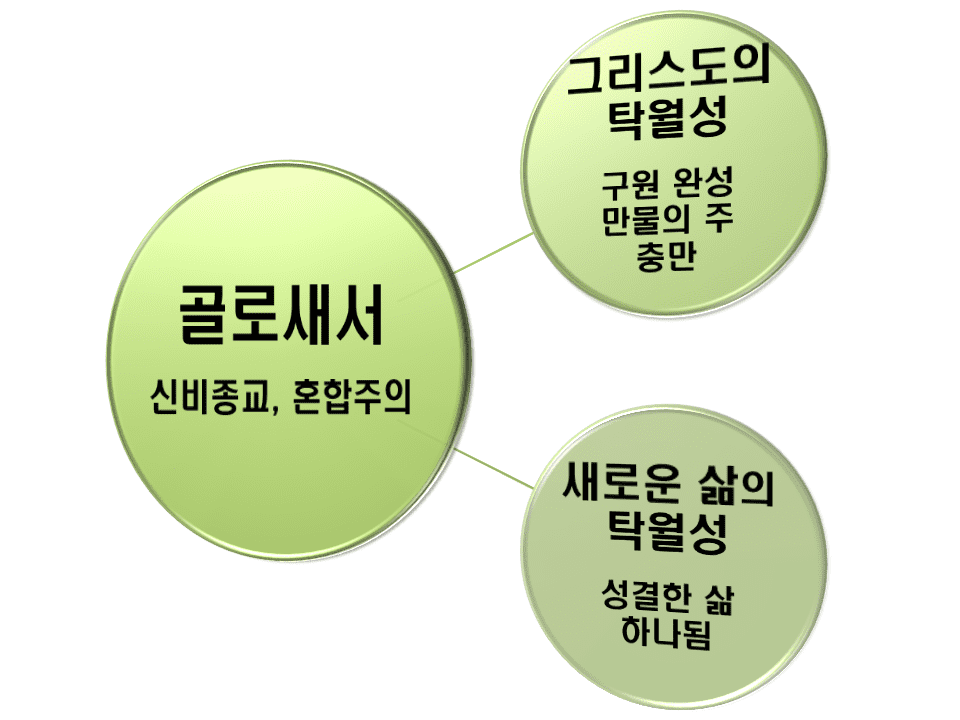 골로새서
신비종교, 혼합주의
그리스도의
탁월성
구원 완성
만물의 주
충만
새로운 삶의
탁월성
성결한 삶
하나됨